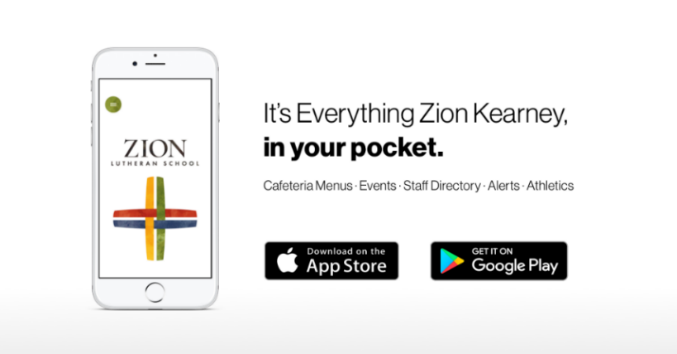 ZION
LUTHERAN SCHOOL
It's Everything Zion Kearney,
in your pocket.
Cafeteria Menus · Events · Staff Directory · Alerts · Athletics
Download on the
App Store
GET IT ON
Google Play